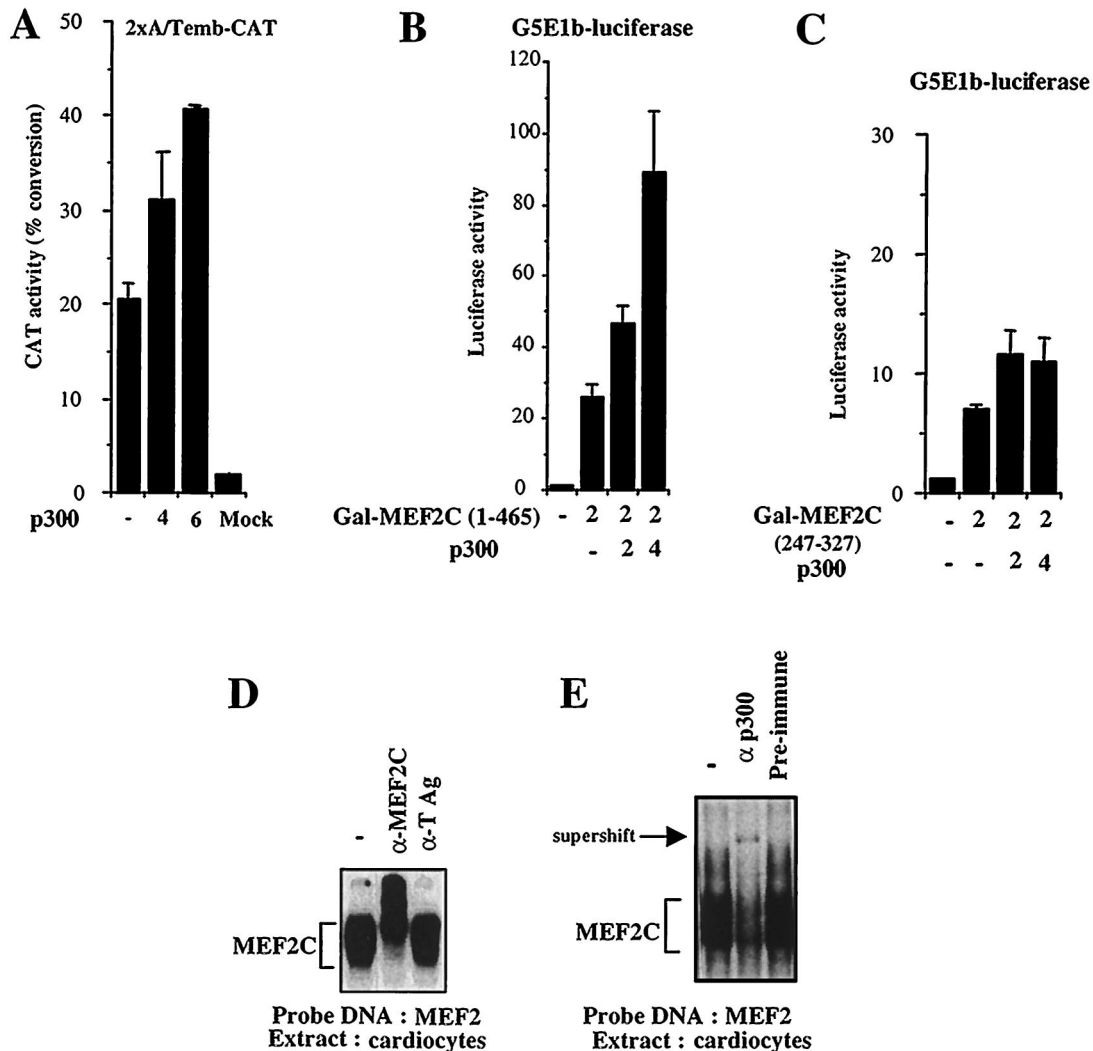 A
2xA/Temb-CAT
CAT activity (% conversion)
50
40
30
20
10
0
p300 - 4 6 Mock
B
G5E1b-luciferase
Luciferase activity
120
100
80
60
40
20
0
Gal-MEF2C (1-465) - 2 2 2
p300 - 2 4
C
G5E1b-luciferase
Luciferase activity
30
20
10
0
Gal-MEF2C - 2 2 2
(247-327)
p300 - - 2 4
D
- α-MEF2C α-T Ag
MEF2C
Probe DNA : MEF2
Extract : cardiocytes
E
- α p300 Pre-immune
supershift
MEF2C
Probe DNA : MEF2
Extract : cardiocytes